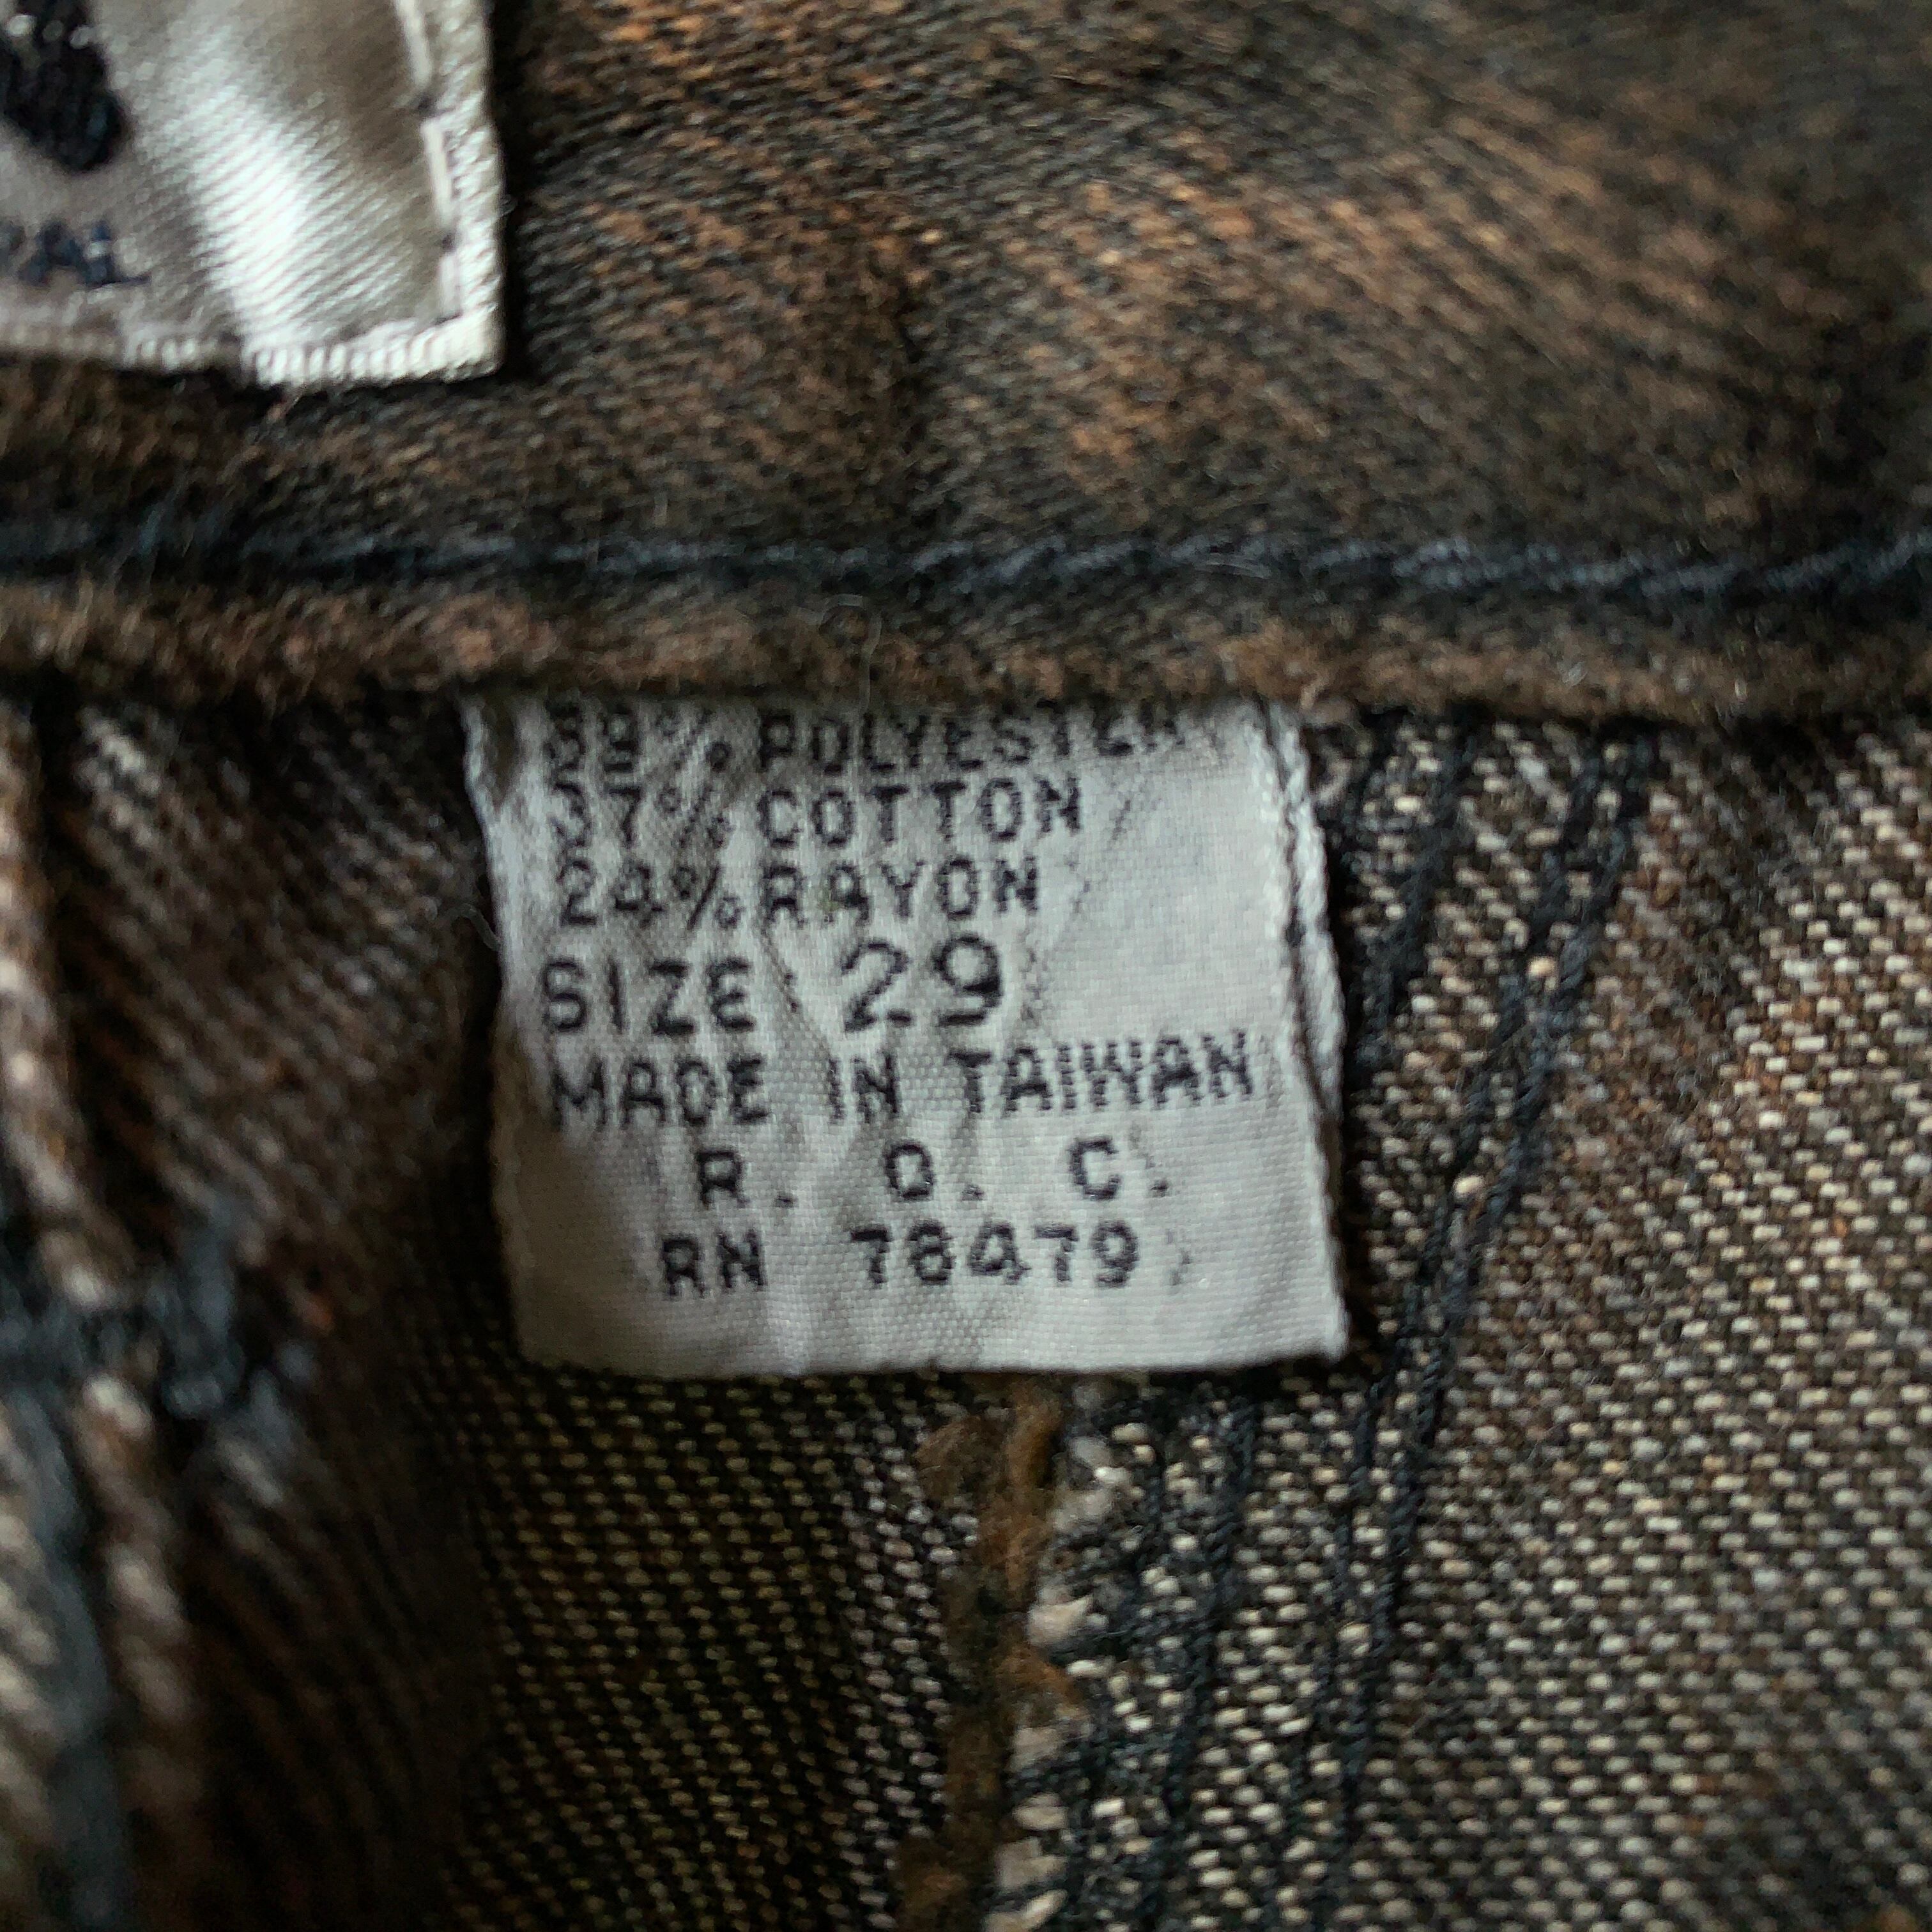 39% POLYESTER
37% COTTON
24% RAYON
SIZE: 29
MADE IN TAIWAN
R. O. C.
RN 78479